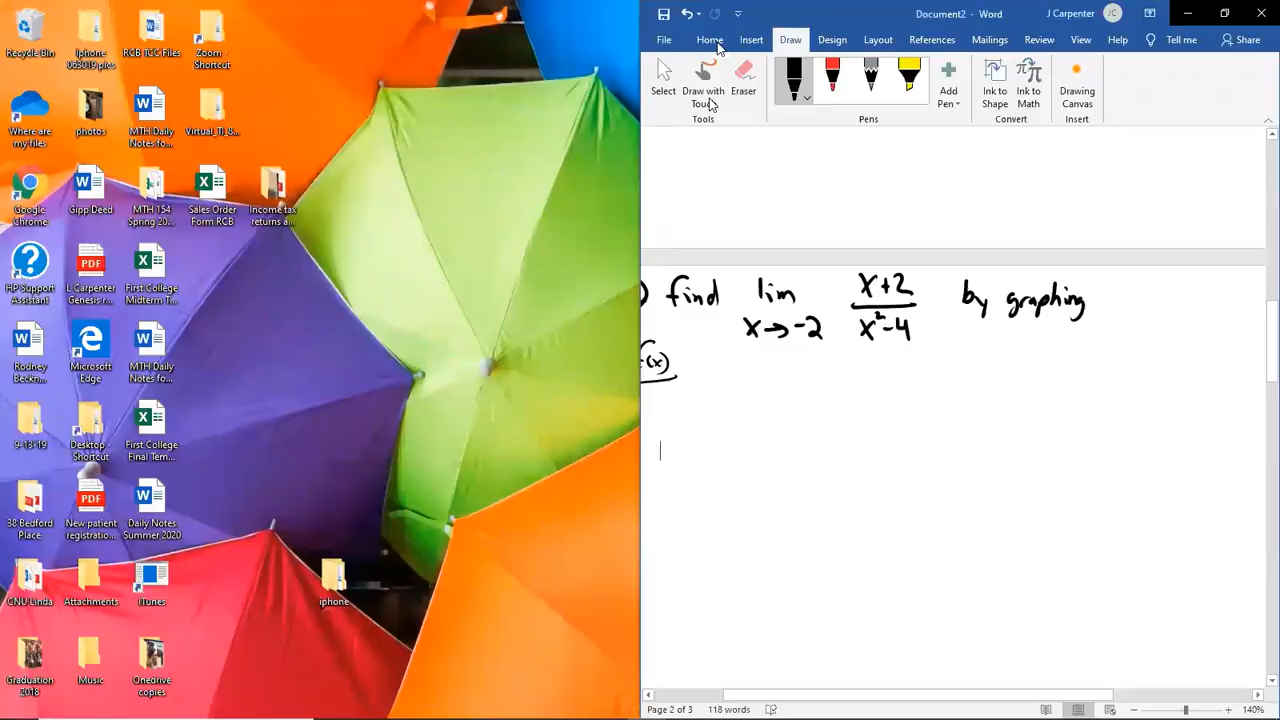 Document2 - Word
J Carpenter
JC
File
Home
Insert
Draw
Design
Layout
References
Mailings
Review
View
Help
Tell me
Share
Select
Draw with
Touch
Eraser
Tools
Add
Pen
Pens
Ink to
Shape
Ink to
Math
Convert
Drawing
Canvas
Insert
) find lim x+2 by graphing
x→-2 x²-4
(x)
Page 2 of 3
118 words
140%
Recycle Bin
Iphone
063019 pics
RCB TCC Files
Zoom -
Shortcut
Where are
my files
photos
MTH Daily
Notes fo...
Virtual_TI_8...
Google
Chrome
Gipp Deed
MTH 154
Spring 20...
Sales Order
Form RCB
Income tax
returns a...
HP Support
Assistant
L Carpenter
Genesis r...
First College
Midterm T...
Rodney
Beckn...
Microsoft
Edge
MTH Daily
Notes fo...
9-13-19
Desktop -
Shortcut
First College
Final Tem...
38 Bedford
Place
New patient
registratio...
Daily Notes
Summer 2020
CNU Linda
Attachments
iTunes
iphone
Graduation
2018
Music
Onedrive
copies